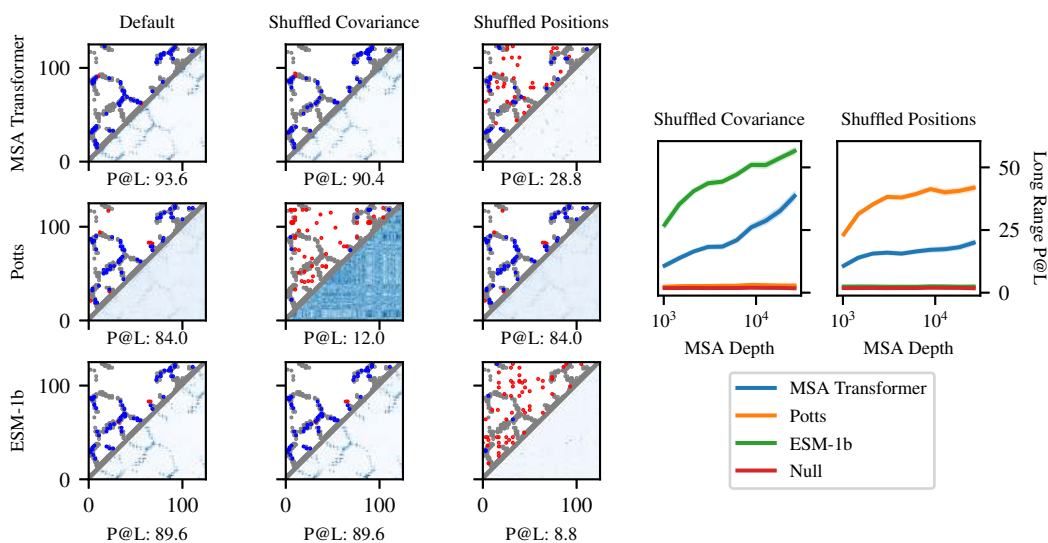 Default Shuffled Covariance Shuffled Positions
MSA Transformer
100
0
P@L: 93.6 P@L: 90.4 P@L: 28.8
Potts
100
0
100 100 100
P@L: 84.0 P@L: 12.0 P@L: 84.0
ESM-1b
100
0
0 100 0 100 0 100
P@L: 89.6 P@L: 89.6 P@L: 8.8
Shuffled Covariance Shuffled Positions
50
25
0
Long Range P@L
10³ 10⁴ 10³ 10⁴
MSA Depth MSA Depth
MSA Transformer
Potts
ESM-1b
Null